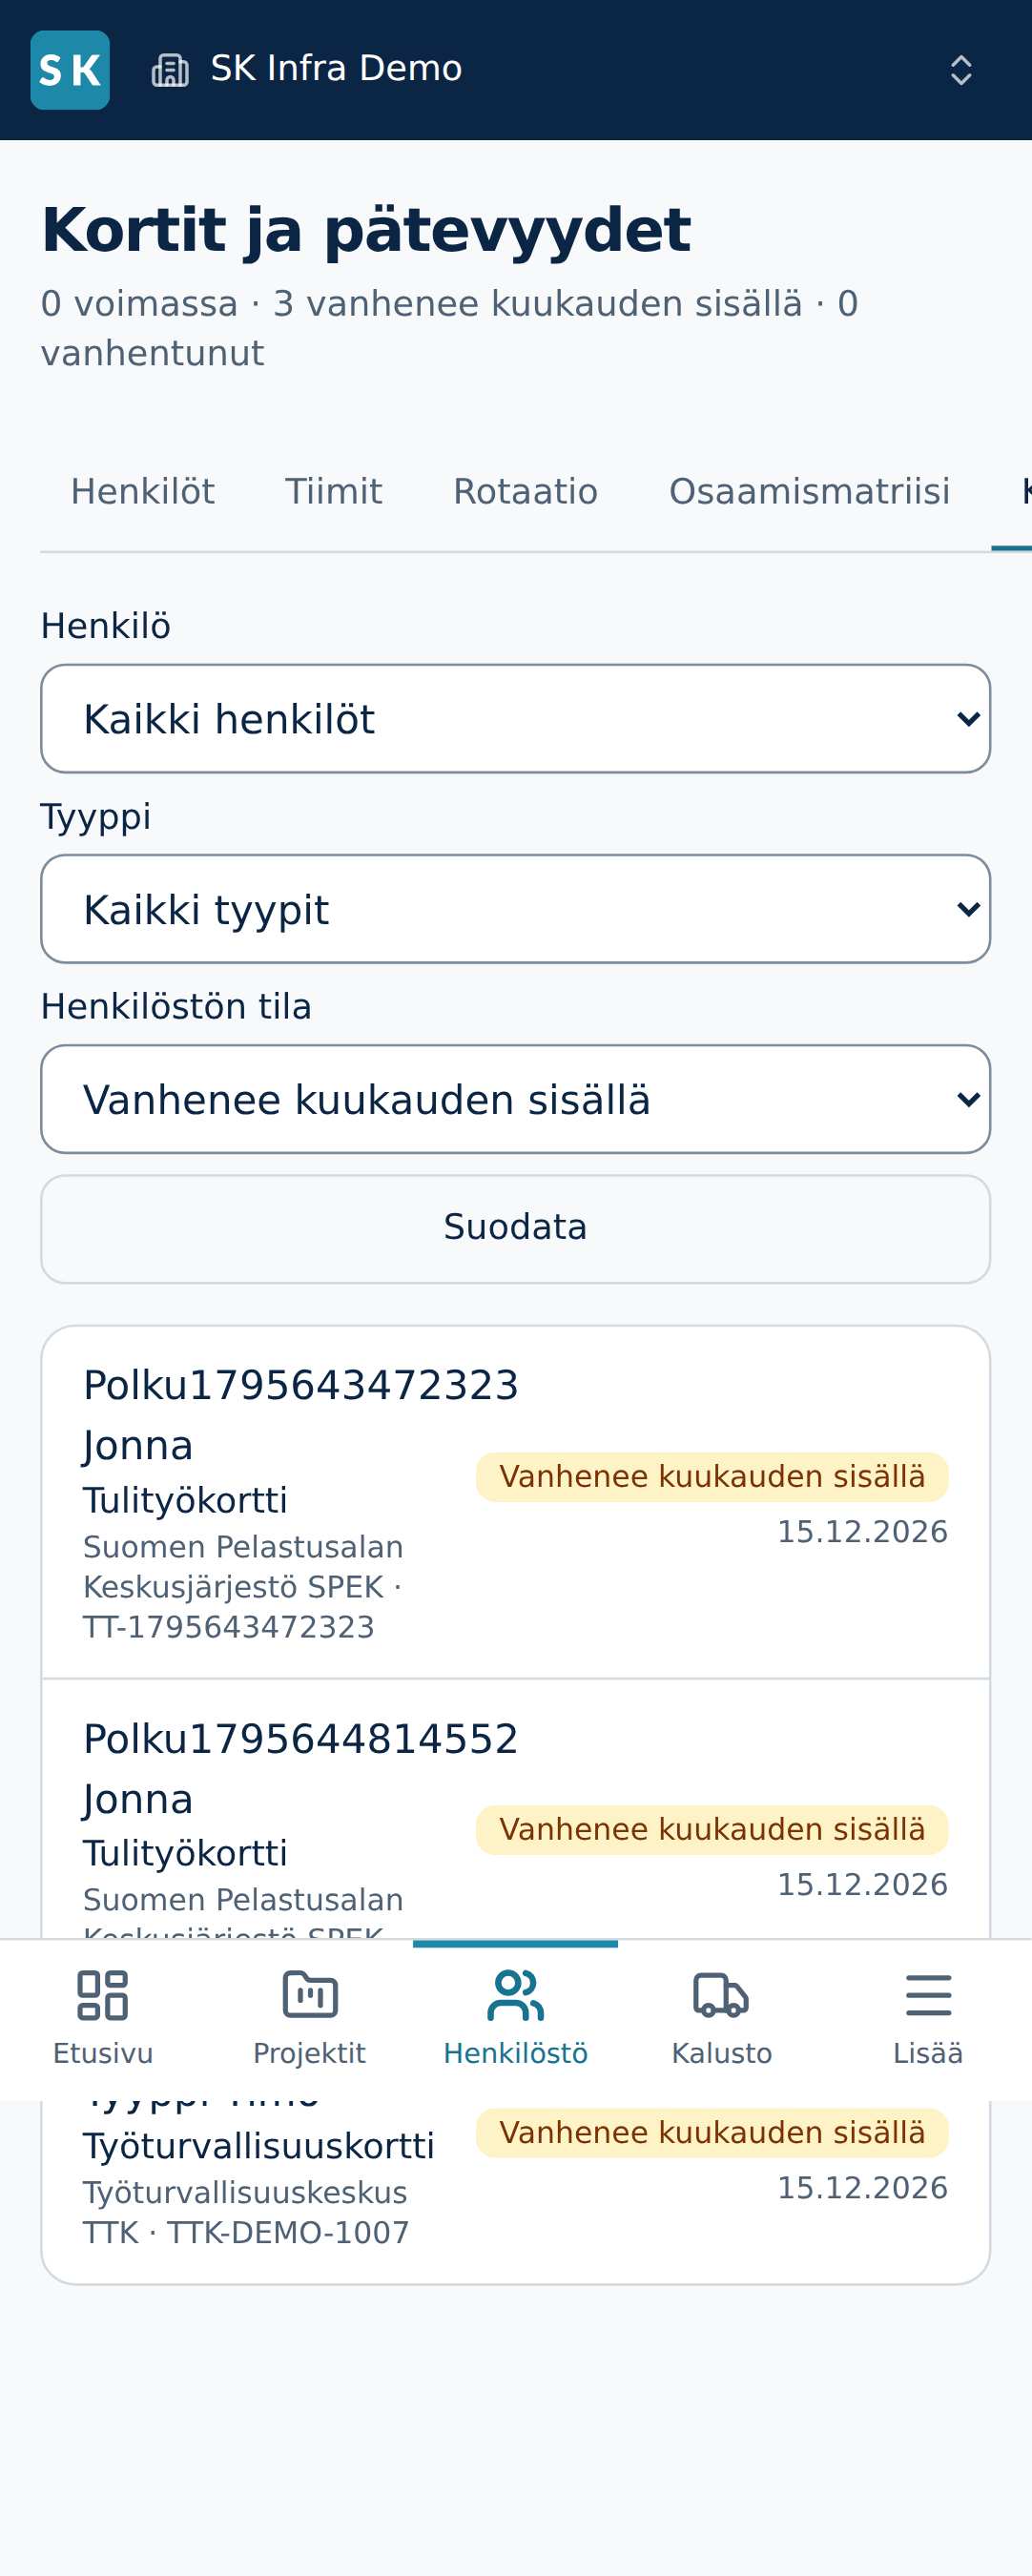 SK
SK Infra Demo
Kortit ja pätevyydet
0 voimassa · 3 vanhenee kuukauden sisällä · 0
vanhentunut
Henkilöt
Tiimit
Rotaatio
Osaamismatriisi
Henkilö
Kaikki henkilöt
Tyyppi
Kaikki tyypit
Henkilöstön tila
Vanhenee kuukauden sisällä
Suodata
Polku1795643472323
Jonna
Tulityökortti
Suomen Pelastusalan
Keskusjärjestö SPEK ·
TT-1795643472323
Vanhenee kuukauden sisällä
15.12.2026
Polku1795644814552
Jonna
Tulityökortti
Suomen Pelastusalan
Keskusjärjestö SPEK
Vanhenee kuukauden sisällä
15.12.2026
Etusivu
Projektit
Henkilöstö
Kalusto
Lisää
Työturvallisuuskortti
Työturvallisuuskeskus
TTK · TTK-DEMO-1007
Vanhenee kuukauden sisällä
15.12.2026